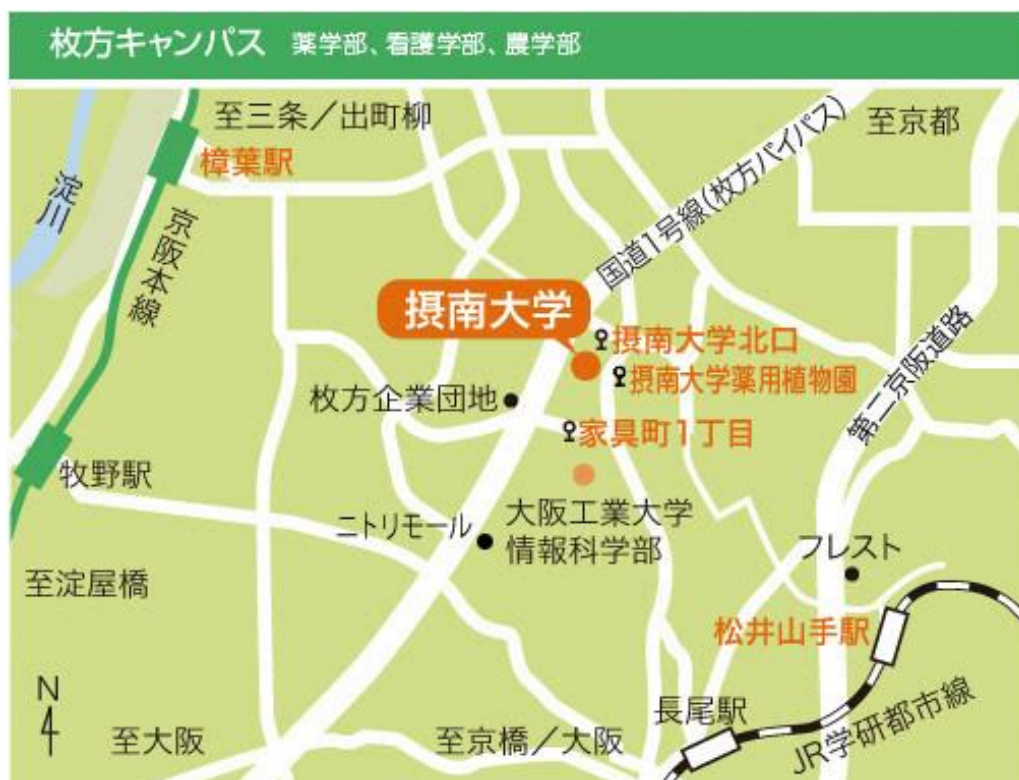 枚方キャンパス 薬学部、看護学部、農学部
至三条／出町柳
至京都
樟葉駅
淀川
京阪本線
国道1号線(枚方バイパス)
摂南大学
摂南大学北口
摂南大学薬用植物園
第二京阪道路
枚方企業団地
家具町1丁目
牧野駅
ニトリモール
大阪工業大学
情報科学部
フレスト
至淀屋橋
松井山手駅
N
長尾駅
至大阪
至京橋／大阪
JR学研都市線